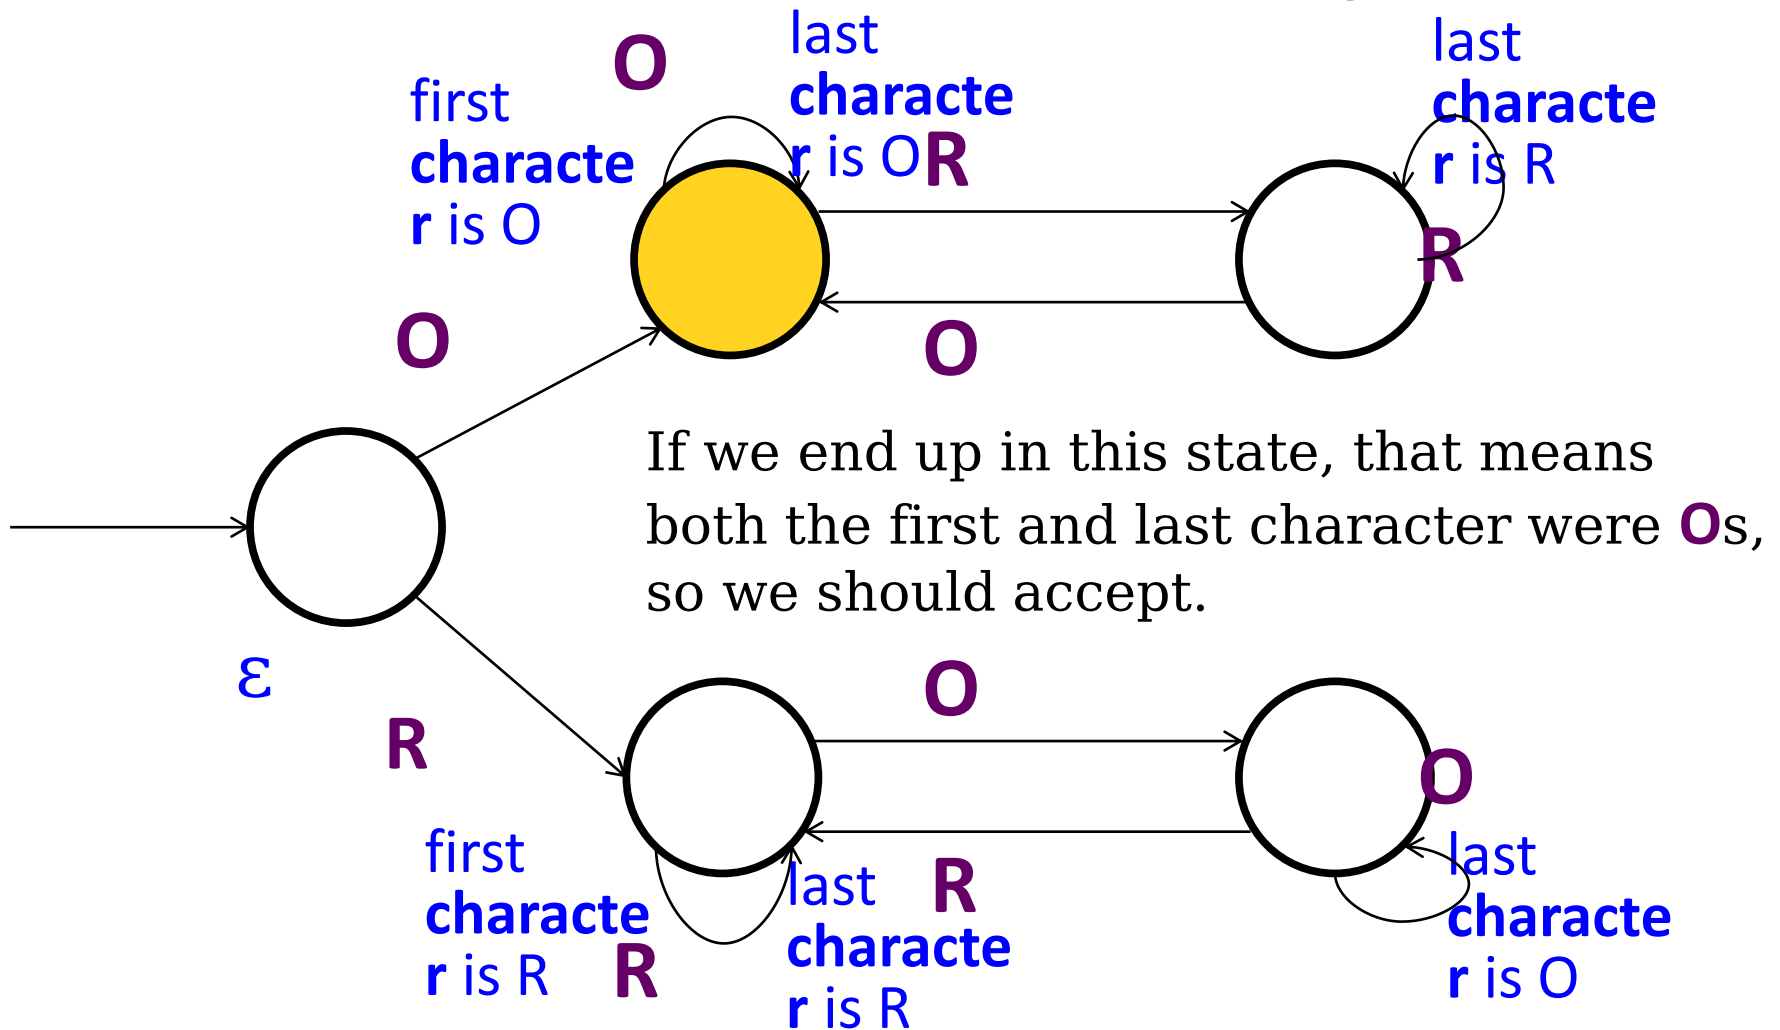 O
last
characte
r is O
last
characte
r is R
first
characte
r is O
R
R
O
O
If we end up in this state, that means
both the first and last character were Os,
so we should accept.
ε
O
R
O
first
characte
r is R
R
last
characte
r is R
R
last
characte
r is O